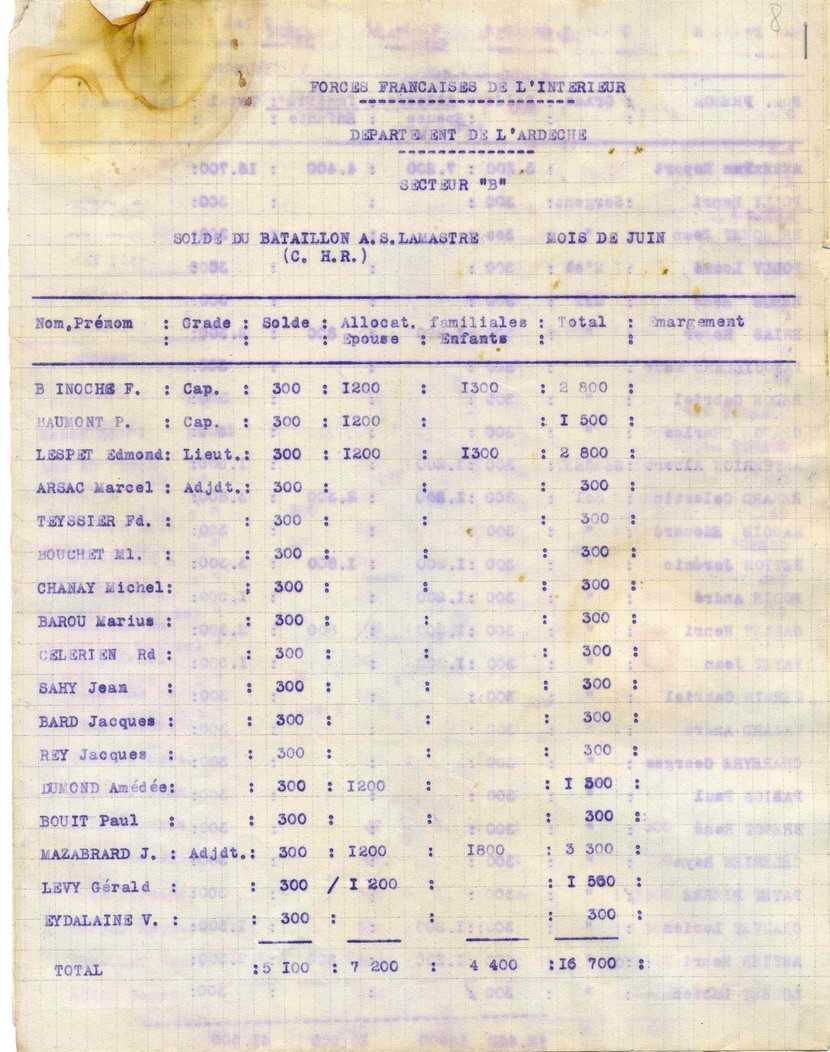 8
FORCES FRANCAISES DE L'INTERIEUR
DEPARTEMENT DE L'ARDECHE
SECTEUR "B"
SOLDE DU BATAILLON A.S.LAMASTRE MOIS DE JUIN
(C. H.R.)
Nom,Prénom : Grade : Solde : Allocat. familiales : Total : Emargement
: : : Epouse : Enfants : :
B INOCHE F. : Cap. : 300 : I200 : I300 : 2 800 :
BAUMONT P. : Cap. : 300 : I200 : : I 500 :
LESPET Edmond: Lieut.: 300 : I200 : I300 : 2 800 :
ARSAC Marcel : Adjdt.: 300 : : : 300 :
TEYSSIER Fd. : : 300 : : : 300 :
BOUCHET Ml. : : 300 : : : 300 :
CHANAY Michel: : 300 : : : 300 :
BAROU Marius : : 300 : : : 300 :
CELERIEN Rd : : 300 : : : 300 :
SAHY Jean : : 300 : : : 300 :
BARD Jacques : : 300 : : : 300 :
REY Jacques : : 300 : : : 300 :
DUMOND Amédée: : 300 : I200 : : I 500 :
BOUIT Paul : : 300 : : : 300 :
MAZABRARD J. : Adjdt.: 300 : I200 : I800 : 3 300 :
LEVY Gérald : : 300 / I 200 : : I 500 :
EYDALAINE V. : : 300 : : : 300 :
TOTAL :5 100 : 7 200 : 4 400 :16 700 :